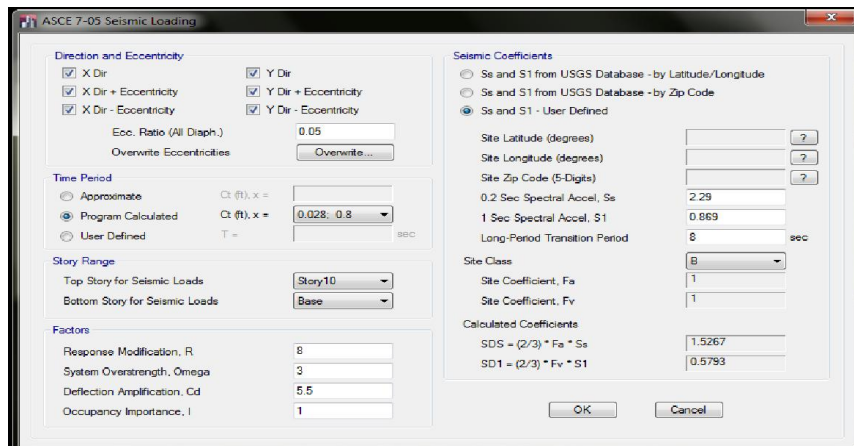 ASCE 7-05 Seismic Loading
Direction and Eccentricity
X Dir
Y Dir
X Dir + Eccentricity
Y Dir + Eccentricity
X Dir - Eccentricity
Y Dir - Eccentricity
Ecc. Ratio (All Diaph.) 0.05
Overwrite Eccentricities Overwrite...
Time Period
Approximate Ct (ft), x =
Program Calculated Ct (ft), x = 0.028; 0.8
User Defined T = sec
Story Range
Top Story for Seismic Loads Story10
Bottom Story for Seismic Loads Base
Factors
Response Modification, R 8
System Overstrength, Omega 3
Deflection Amplification, Cd 5.5
Occupancy Importance, I 1
Seismic Coefficients
Ss and S1 from USGS Database - by Latitude/Longitude
Ss and S1 from USGS Database - by Zip Code
Ss and S1 - User Defined
Site Latitude (degrees) ?
Site Longitude (degrees) ?
Site Zip Code (5-Digits) ?
0.2 Sec Spectral Accel, Ss 2.29
1 Sec Spectral Accel, S1 0.869
Long-Period Transition Period 8 sec
Site Class B
Site Coefficient, Fa 1
Site Coefficient, Fv 1
Calculated Coefficients
SDS = (2/3) * Fa * Ss 1.5267
SD1 = (2/3) * Fv * S1 0.5793
OK Cancel